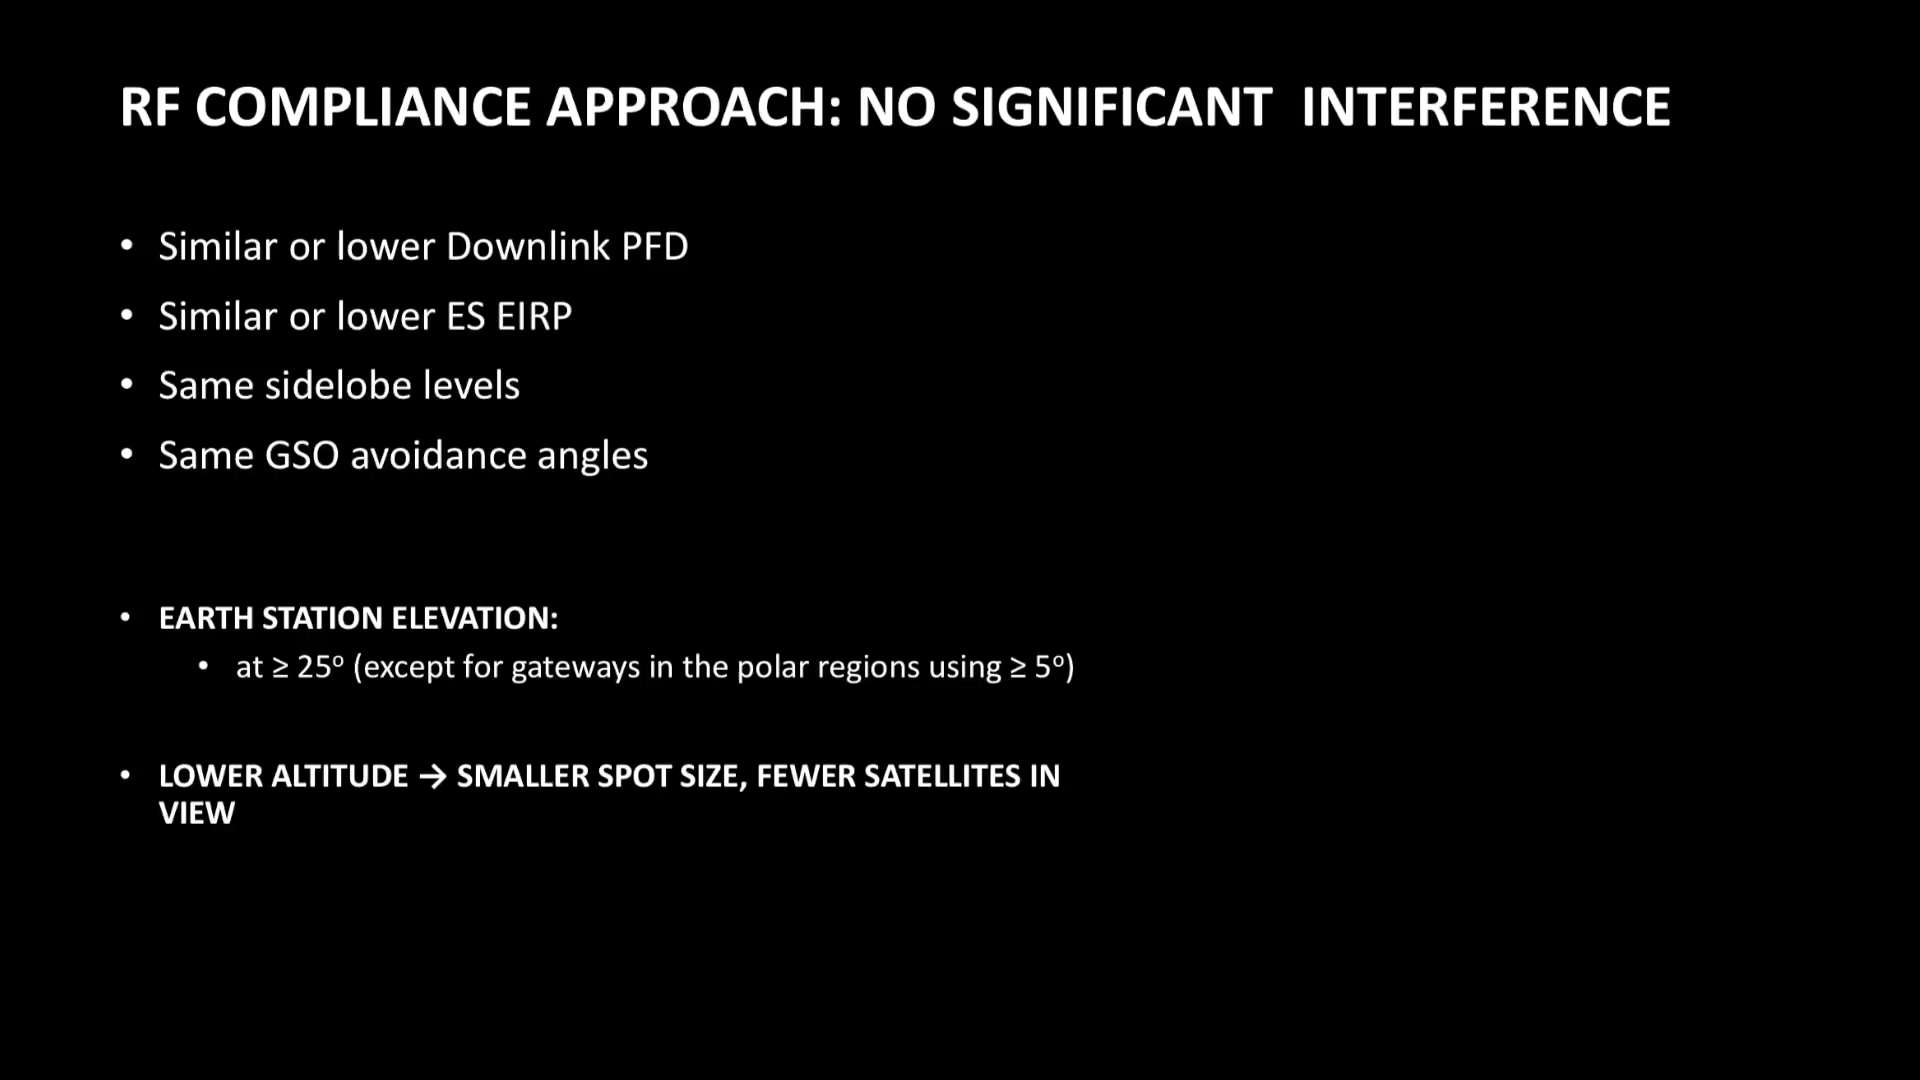 RF COMPLIANCE APPROACH: NO SIGNIFICANT  INTERFERENCE
• Similar or lower Downlink PFD
• Similar or lower ES EIRP
• Same sidelobe levels
• Same GSO avoidance angles
• EARTH STATION ELEVATION:
• at ≥ 25º (except for gateways in the polar regions using ≥ 5º)
• LOWER ALTITUDE → SMALLER SPOT SIZE, FEWER SATELLITES IN
VIEW